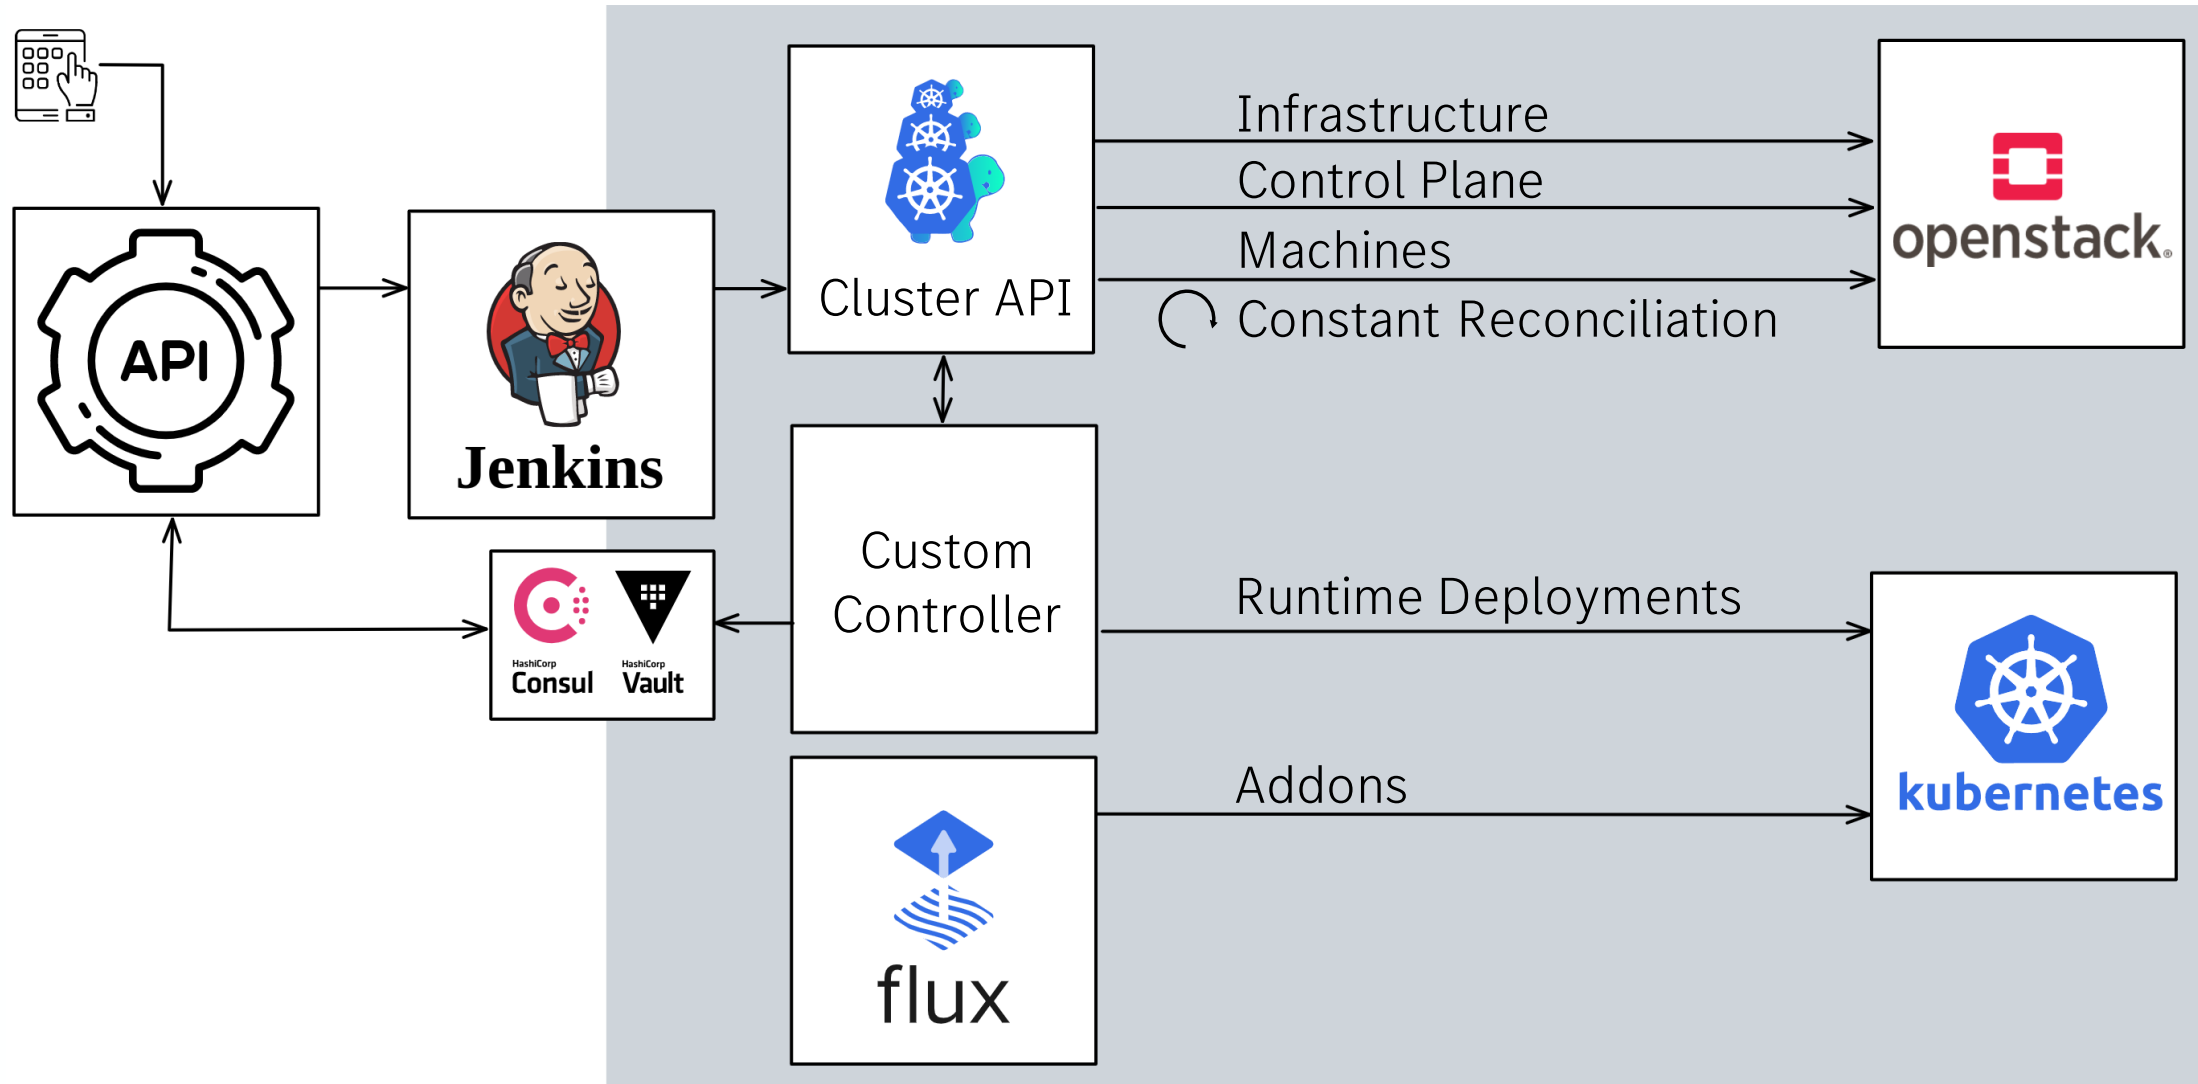 API
Jenkins
Cluster API
Infrastructure
Control Plane
Machines
Constant Reconciliation
openstack®
HashiCorp
Consul
HashiCorp
Vault
Custom
Controller
Runtime Deployments
Addons
kubernetes
flux